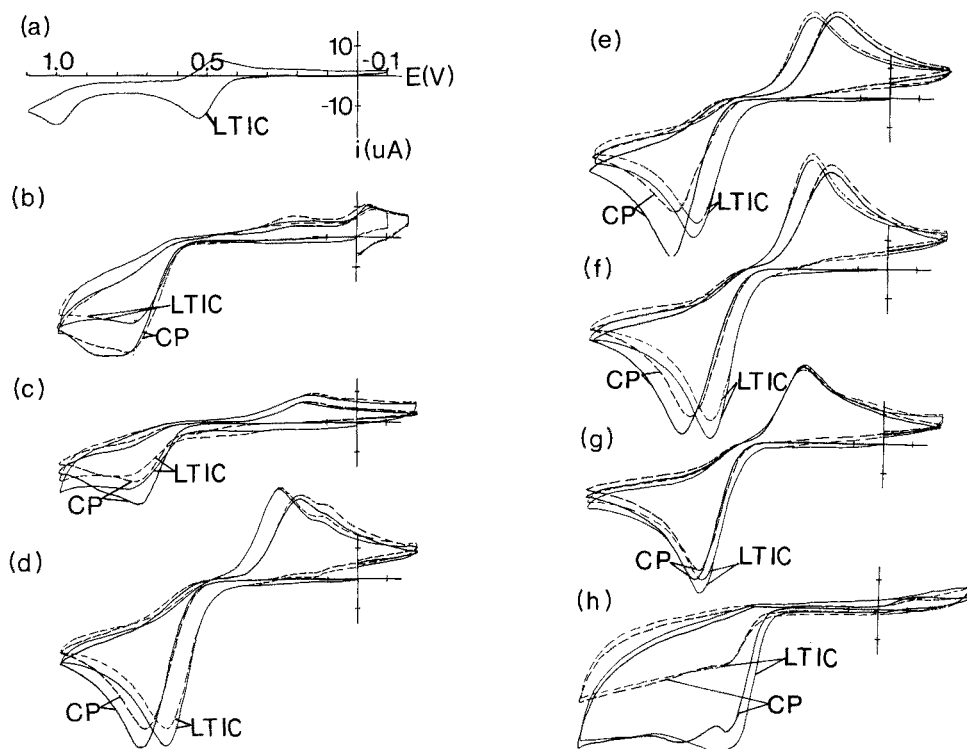 (a)
10
1.0 0.5 -0.1
E(V)
-10
LTIC
i(uA)
(b)
LTIC
CP
(c)
LTIC
CP
(d)
CP
LTIC
(e)
CP
LTIC
(f)
CP
LTIC
(g)
CP
LTIC
(h)
LTIC
CP